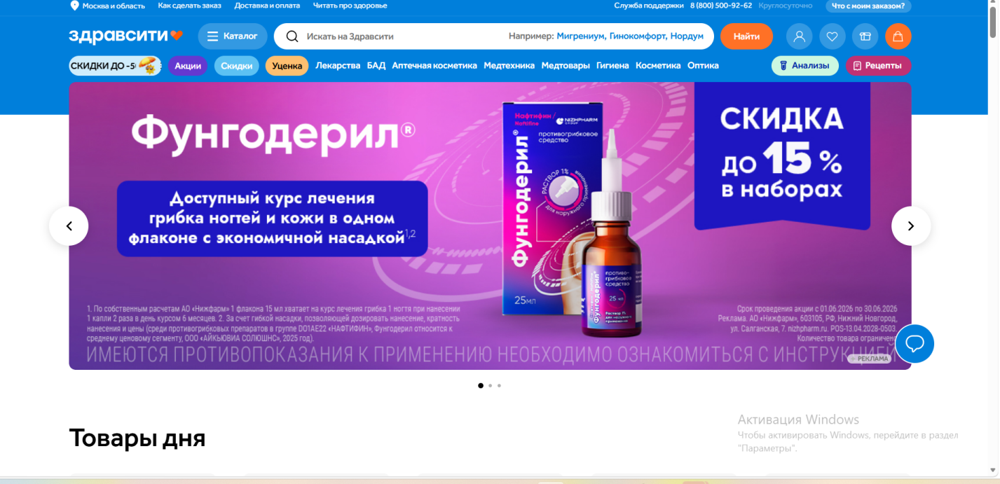 Москва и область Как сделать заказ Доставка и оплата Читать про здоровье Служба поддержки 8 (800) 500-92-62 Круглосуточно Что с моим заказом?
здравсити Каталог Искать на Здравсити Например: Мигрениум, Гинокомфорт, Нордум Найти
СКИДКИ ДО -5 Акции Скидки Уценка Лекарства БАД Аптечная косметика Медтехника Медтовары Гигиена Косметика Оптика Анализы Рецепты
Фунгодерил®
Доступный курс лечения
грибка ногтей и кожи в одном
флаконе с экономичной насадкой1,2
Нафтифин /
Naftifine
NIZHPHARM
GROUP
противогрибковое
средство
Фунгодерил®
РАСТВОР 1%
для наружного применения
25мл
противо-
грибковое
средство
Фунгодерил®
25 мл
Раствор 1%
для наружного
применения
СКИДКА
до 15 %
в наборах
1. По собственным расчетам АО «Нижфарм» 1 флакона 15 мл хватает на курс лечения грибка 1 ногтя при нанесении
1 капли 2 раза в день курсом 6 месяцев. 2. За счет гибкой насадки, позволяющей дозировать нанесение, кратность
нанесения и цены (среди противогрибковых препаратов в группе D01AE22 «НАФТИФИН», Фунгодерил относится к
среднему ценовому сегменту, ООО «АЙКЬЮВИА СОЛЮШНС», 2025 год).
Срок проведения акции с 01.06.2026 по 30.06.2026
Реклама. АО «Нижфарм», 603105, РФ, Нижний Новгород,
ул. Салганская, 7. nizhpharm.ru. POS-13.04.2028-0503.
Количество товара ограничено
ИМЕЮТСЯ ПРОТИВОПОКАЗАНИЯ К ПРИМЕНЕНИЮ НЕОБХОДИМО ОЗНАКОМИТЬСЯ С ИНСТРУКЦИЕЙ
РЕКЛАМА
Товары дня
Активация Windows
Чтобы активировать Windows, перейдите в раздел
"Параметры".